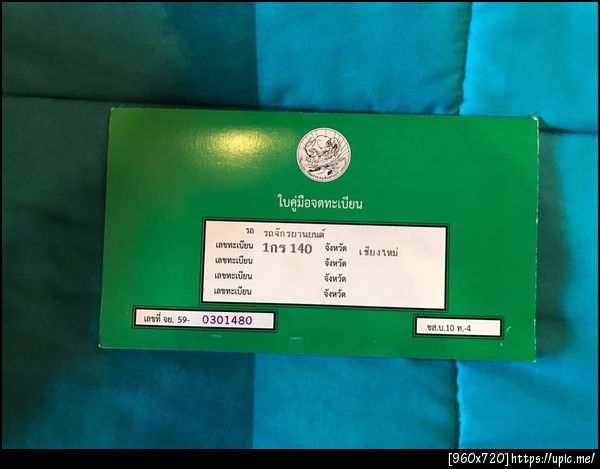 ใบคู่มือจดทะเบียน
รถ รถจักรยานยนต์
เลขทะเบียน 1กร 140 จังหวัด เชียงใหม่
เลขทะเบียน จังหวัด
เลขทะเบียน จังหวัด
เลขทะเบียน จังหวัด
เลขที่ จย. 59- 0301480
ขส.บ.10 ท.-4
[960x720]https://upic.me/